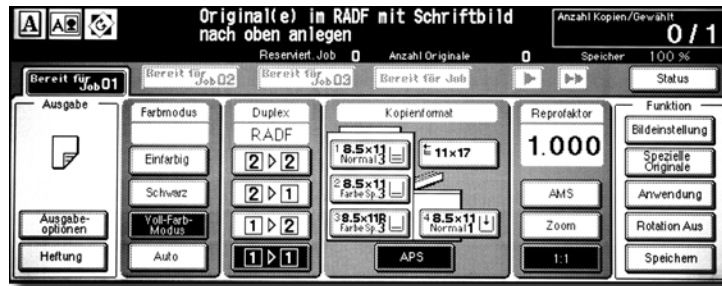 Original(e) in RADF mit Schriftbild
nach oben anlegen
Anzahl Kopien/Gewählt
0/1
Reserviert. Job 0
Anzahl Originale 0
Speicher 100 %
Bereit für Job 01
Bereit für Job 02
Bereit für Job 03
Bereit für Job
Status
Ausgabe
Ausgabe-
optionen
Heftung
Farbmodus
Einfarbig
Schwarz
Voll-Farb-
Modus
Auto
Duplex
RADF
2 ▷ 2
2 ▷ 1
1 ▷ 2
1 ▷ 1
Kopienformat
1 8.5×11
Normal 3
11×17
2 8.5×11
Farbe Sp. 3
3 8.5×11R
Farbe Sp. 3
4 8.5×11
Normal 1
APS
Reprofaktor
1.000
AMS
Zoom
1:1
Funktion
Bildeinstellung
Spezielle
Originale
Anwendung
Rotation Aus
Speichern